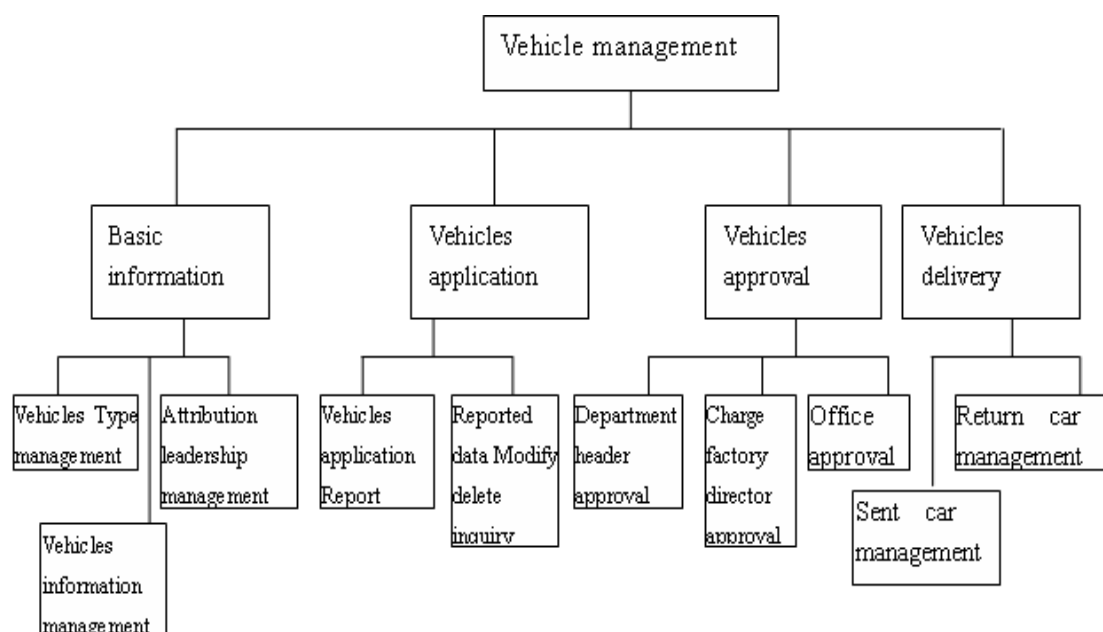 Vehicle management
Basic
information
Vehicles
application
Vehicles
approval
Vehicles
delivery
Vehicles Type
management
Attribution
leadership
management
Vehicles
information
management
Vehicles
application
Report
Reported
data Modify
delete
inquiry
Department
header
approval
Charge
factory
director
approval
Office
approval
Sent car
management
Return car
management